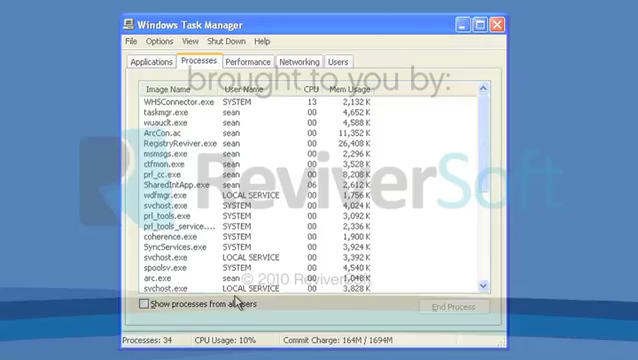 Windows Task Manager
File Options View Shut Down Help
Applications Processes Performance Networking Users
brought to you by:
Image Name User Name CPU Mem Usage
WHSConnector.exe SYSTEM 13 2,132 K
taskmgr.exe sean 00 4,652 K
wuauclt.exe sean 00 4,588 K
ArcCon.ac sean 00 11,352 K
RegistryReviver.exe sean 00 26,408 K
msmsgs.exe sean 00 2,296 K
ctfmon.exe sean 00 3,528 K
prl_cc.exe sean 00 8,208 K
SharedIntApp.exe sean 06 2,612 K
wdfmgr.exe LOCAL SERVICE 00 1,756 K
ReviverSoft
svchost.exe SYSTEM 00 4,024 K
prl_tools.exe SYSTEM 00 3,092 K
prl_tools_service.... SYSTEM 00 2,336 K
coherence.exe SYSTEM 00 1,900 K
SyncServices.exe SYSTEM 00 3,924 K
svchost.exe LOCAL SERVICE 00 3,392 K
spoolsv.exe SYSTEM 00 4,540 K
arc.exe sean 00 1,048 K
© 2010 ReviverSoft
svchost.exe LOCAL SERVICE 00 3,828 K
Show processes from all users End Process
Processes: 34 CPU Usage: 10% Commit Charge: 164M / 1694M